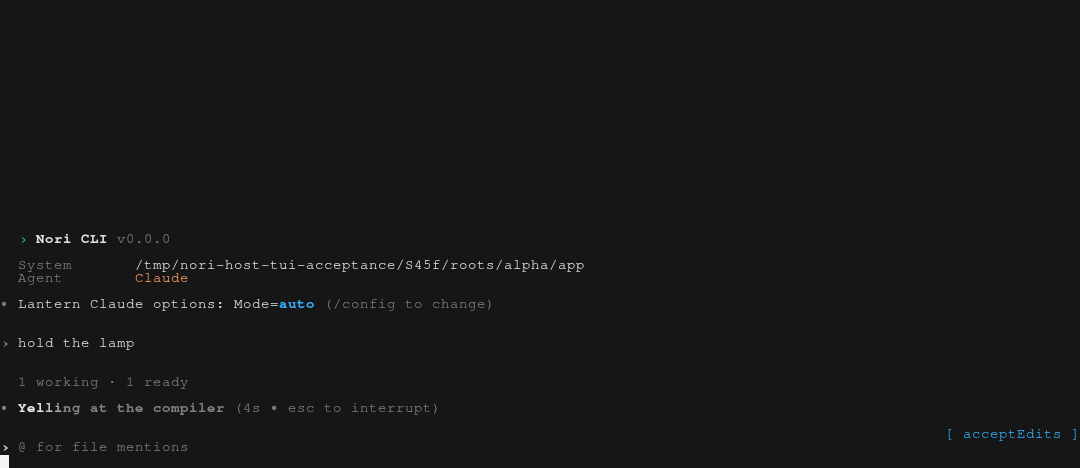 › Nori CLI v0.0.0
System /tmp/nori-host-tui-acceptance/S45f/roots/alpha/app
Agent Claude
• Lantern Claude options: Mode=auto (/config to change)
› hold the lamp
1 working · 1 ready
• Yelling at the compiler (4s • esc to interrupt)
[ acceptEdits ]
› @ for file mentions